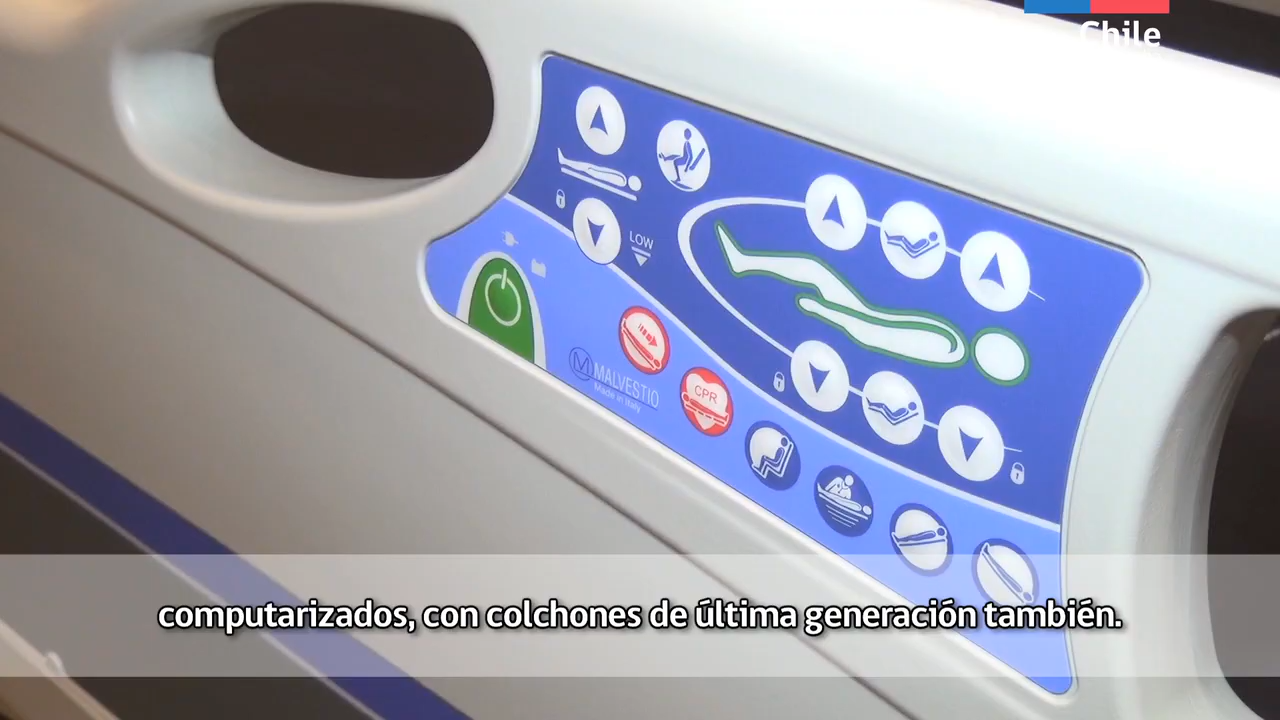 Chile
LOW
CPR
MALVESTIO
Made in Italy
computarizados, con colchones de última generación también.